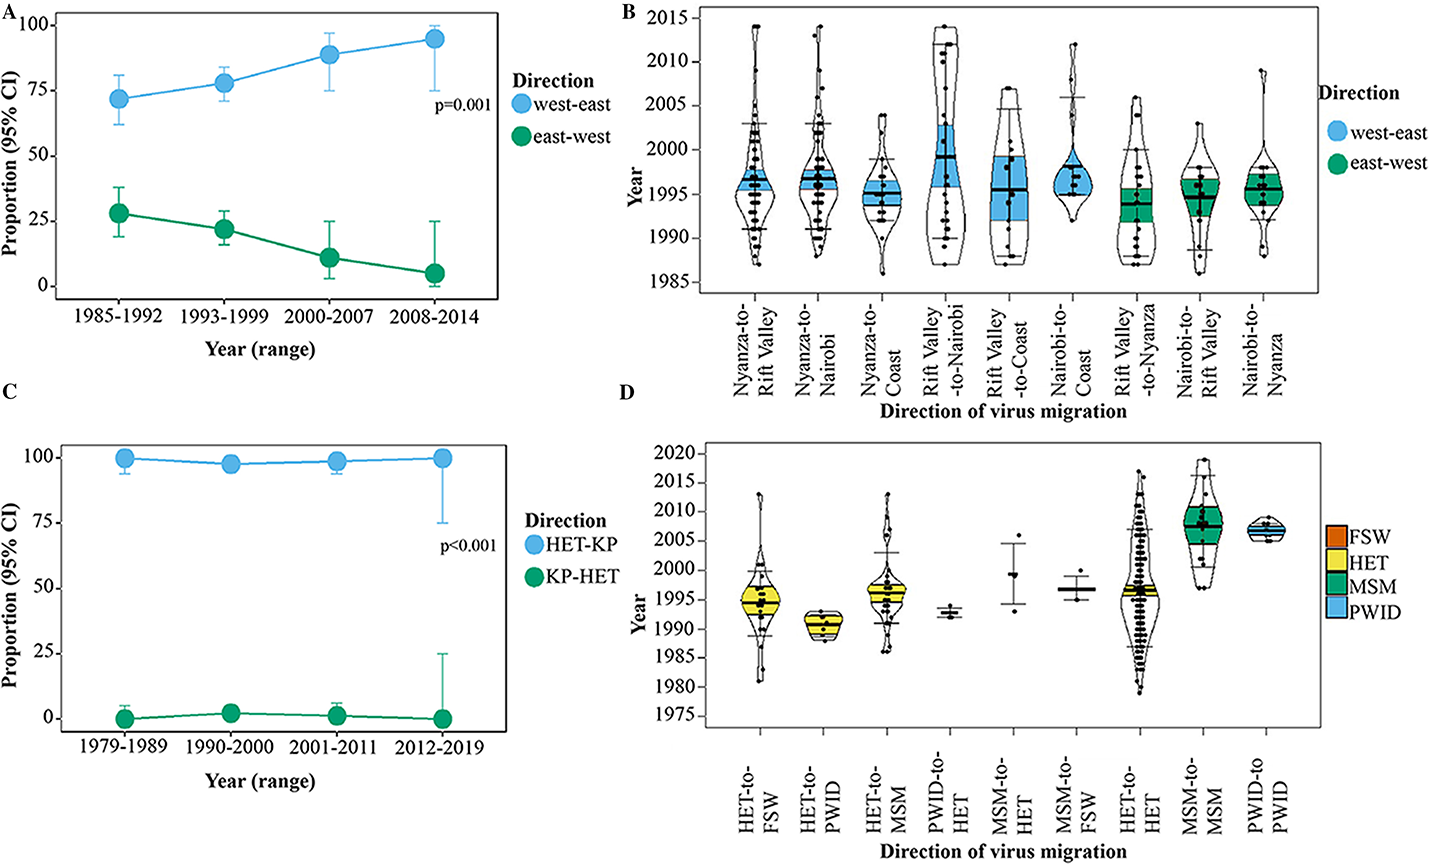 A
100
75
50
25
0
Proportion (95% CI)
p=0.001
1985-1992 1993-1999 2000-2007 2008-2014
Year (range)
Direction
west-east
east-west
B
2015
2010
2005
2000
1995
1990
1985
Year
Nyanza-to-
Rift Valley
Nyanza-to-
Nairobi
Nyanza-to-
Coast
Rift Valley
-to-Nairobi
Rift Valley
-to-Coast
Nairobi-to-
Coast
Rift Valley
-to-Nyanza
Nairobi-to-
Rift Valley
Nairobi-to-
Nyanza
Direction of virus migration
Direction
west-east
east-west
C
100
75
50
25
0
Proportion (95% CI)
p<0.001
1979-1989 1990-2000 2001-2011 2012-2019
Year (range)
Direction
HET-KP
KP-HET
D
2020
2015
2010
2005
2000
1995
1990
1985
1980
1975
Year
HET-to-
FSW
HET-to-
PWID
HET-to-
MSM
PWID-to-
HET
MSM-to-
HET
MSM-to-
FSW
HET-to-
HET
MSM-to-
MSM
PWID-to
PWID
Direction of virus migration
FSW
HET
MSM
PWID